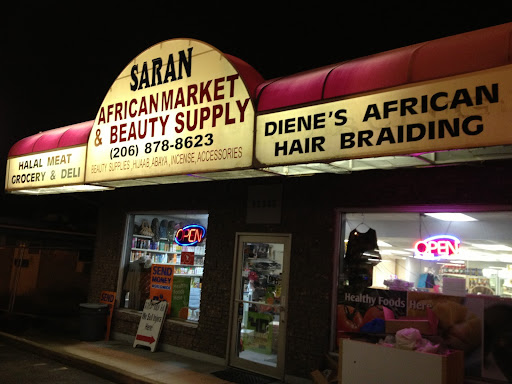 SARAN
AFRICAN MARKET
& BEAUTY SUPPLY
(206) 878-8623
BEAUTY SUPPLIES, HIJAAB, ABAYA, INCENSE, ACCESSORIES
HALAL MEAT
GROCERY & DELI
DIENE'S AFRICAN
HAIR BRAIDING
OPEN
OPEN
SEND
MONEY
Healthy Foods Here